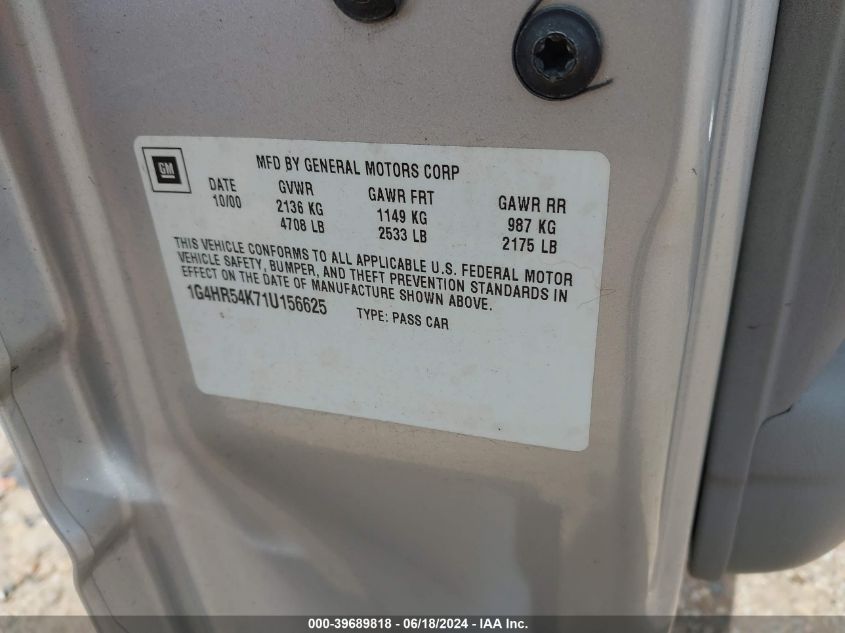 GM
MFD BY GENERAL MOTORS CORP
DATE GVWR GAWR FRT GAWR RR
10/00 2136 KG 1149 KG 987 KG
4708 LB 2533 LB 2175 LB
THIS VEHICLE CONFORMS TO ALL APPLICABLE U.S. FEDERAL MOTOR
VEHICLE SAFETY, BUMPER, AND THEFT PREVENTION STANDARDS IN
EFFECT ON THE DATE OF MANUFACTURE SHOWN ABOVE.
1G4HR54K71U156625 TYPE: PASS CAR
000-39689818 - 06/18/2024 - IAA Inc.